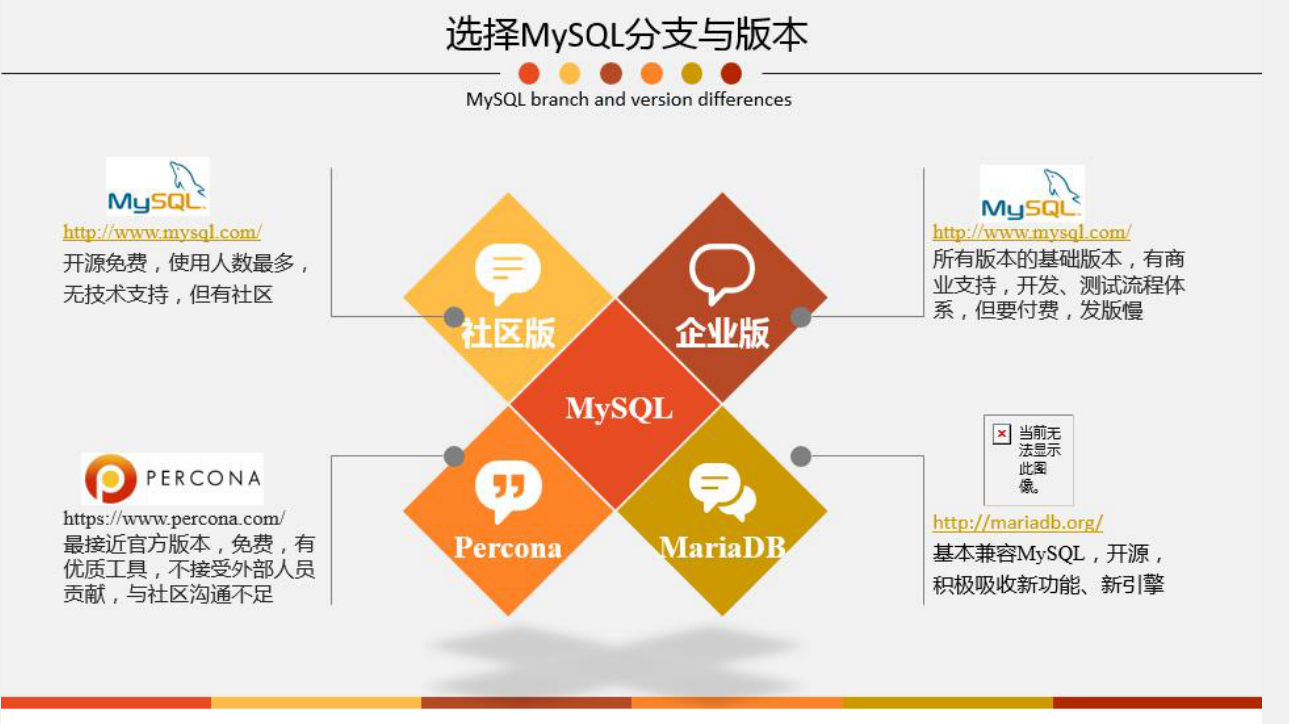 选择MySQL分支与版本
MySQL branch and version differences
MySQL
http://www.mysql.com/
开源免费，使用人数最多，
无技术支持，但有社区
MySQL
http://www.mysql.com/
所有版本的基础版本，有商
业支持，开发、测试流程体
系，但要付费，发版慢
社区版
企业版
MySQL
Percona
MariaDB
PERCONA
https://www.percona.com/
最接近官方版本，免费，有
优质工具，不接受外部人员
贡献，与社区沟通不足
当前无
法显示
此图
像。
http://mariadb.org/
基本兼容MySQL，开源，
积极吸收新功能、新引擎